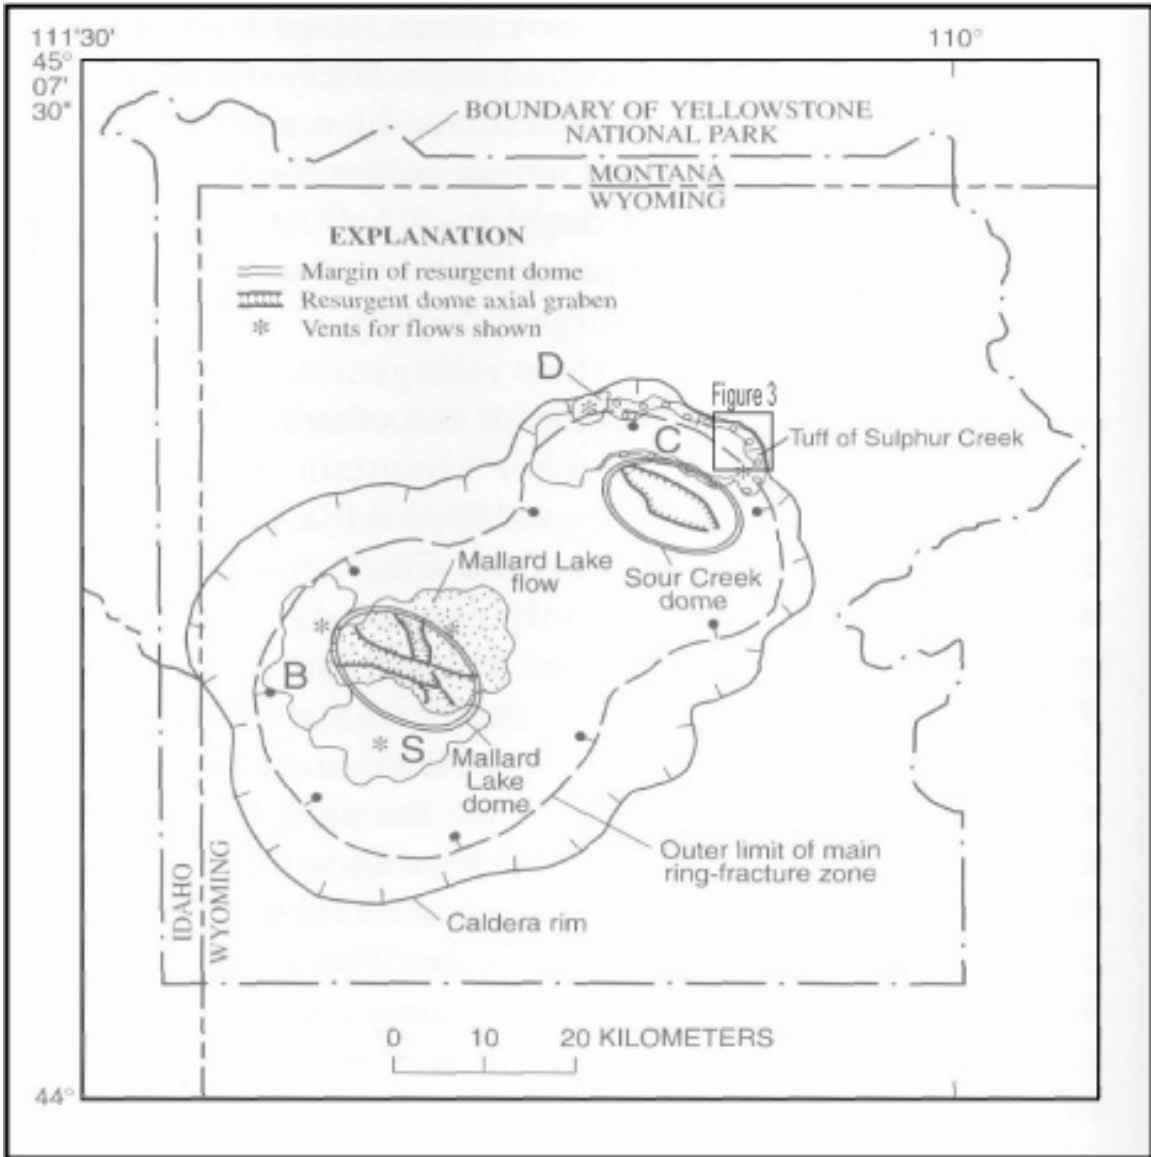 111°30'
110°
45°
07'
30"
BOUNDARY OF YELLOWSTONE
NATIONAL PARK
MONTANA
WYOMING
EXPLANATION
Margin of resurgent dome
Resurgent dome axial graben
* Vents for flows shown
D
Figure 3
C
Tuff of Sulphur Creek
Mallard Lake
flow
Sour Creek
dome
B
S
Mallard
Lake
dome
Outer limit of main
ring-fracture zone
Caldera rim
IDAHO
WYOMING
0 10 20 KILOMETERS
44°